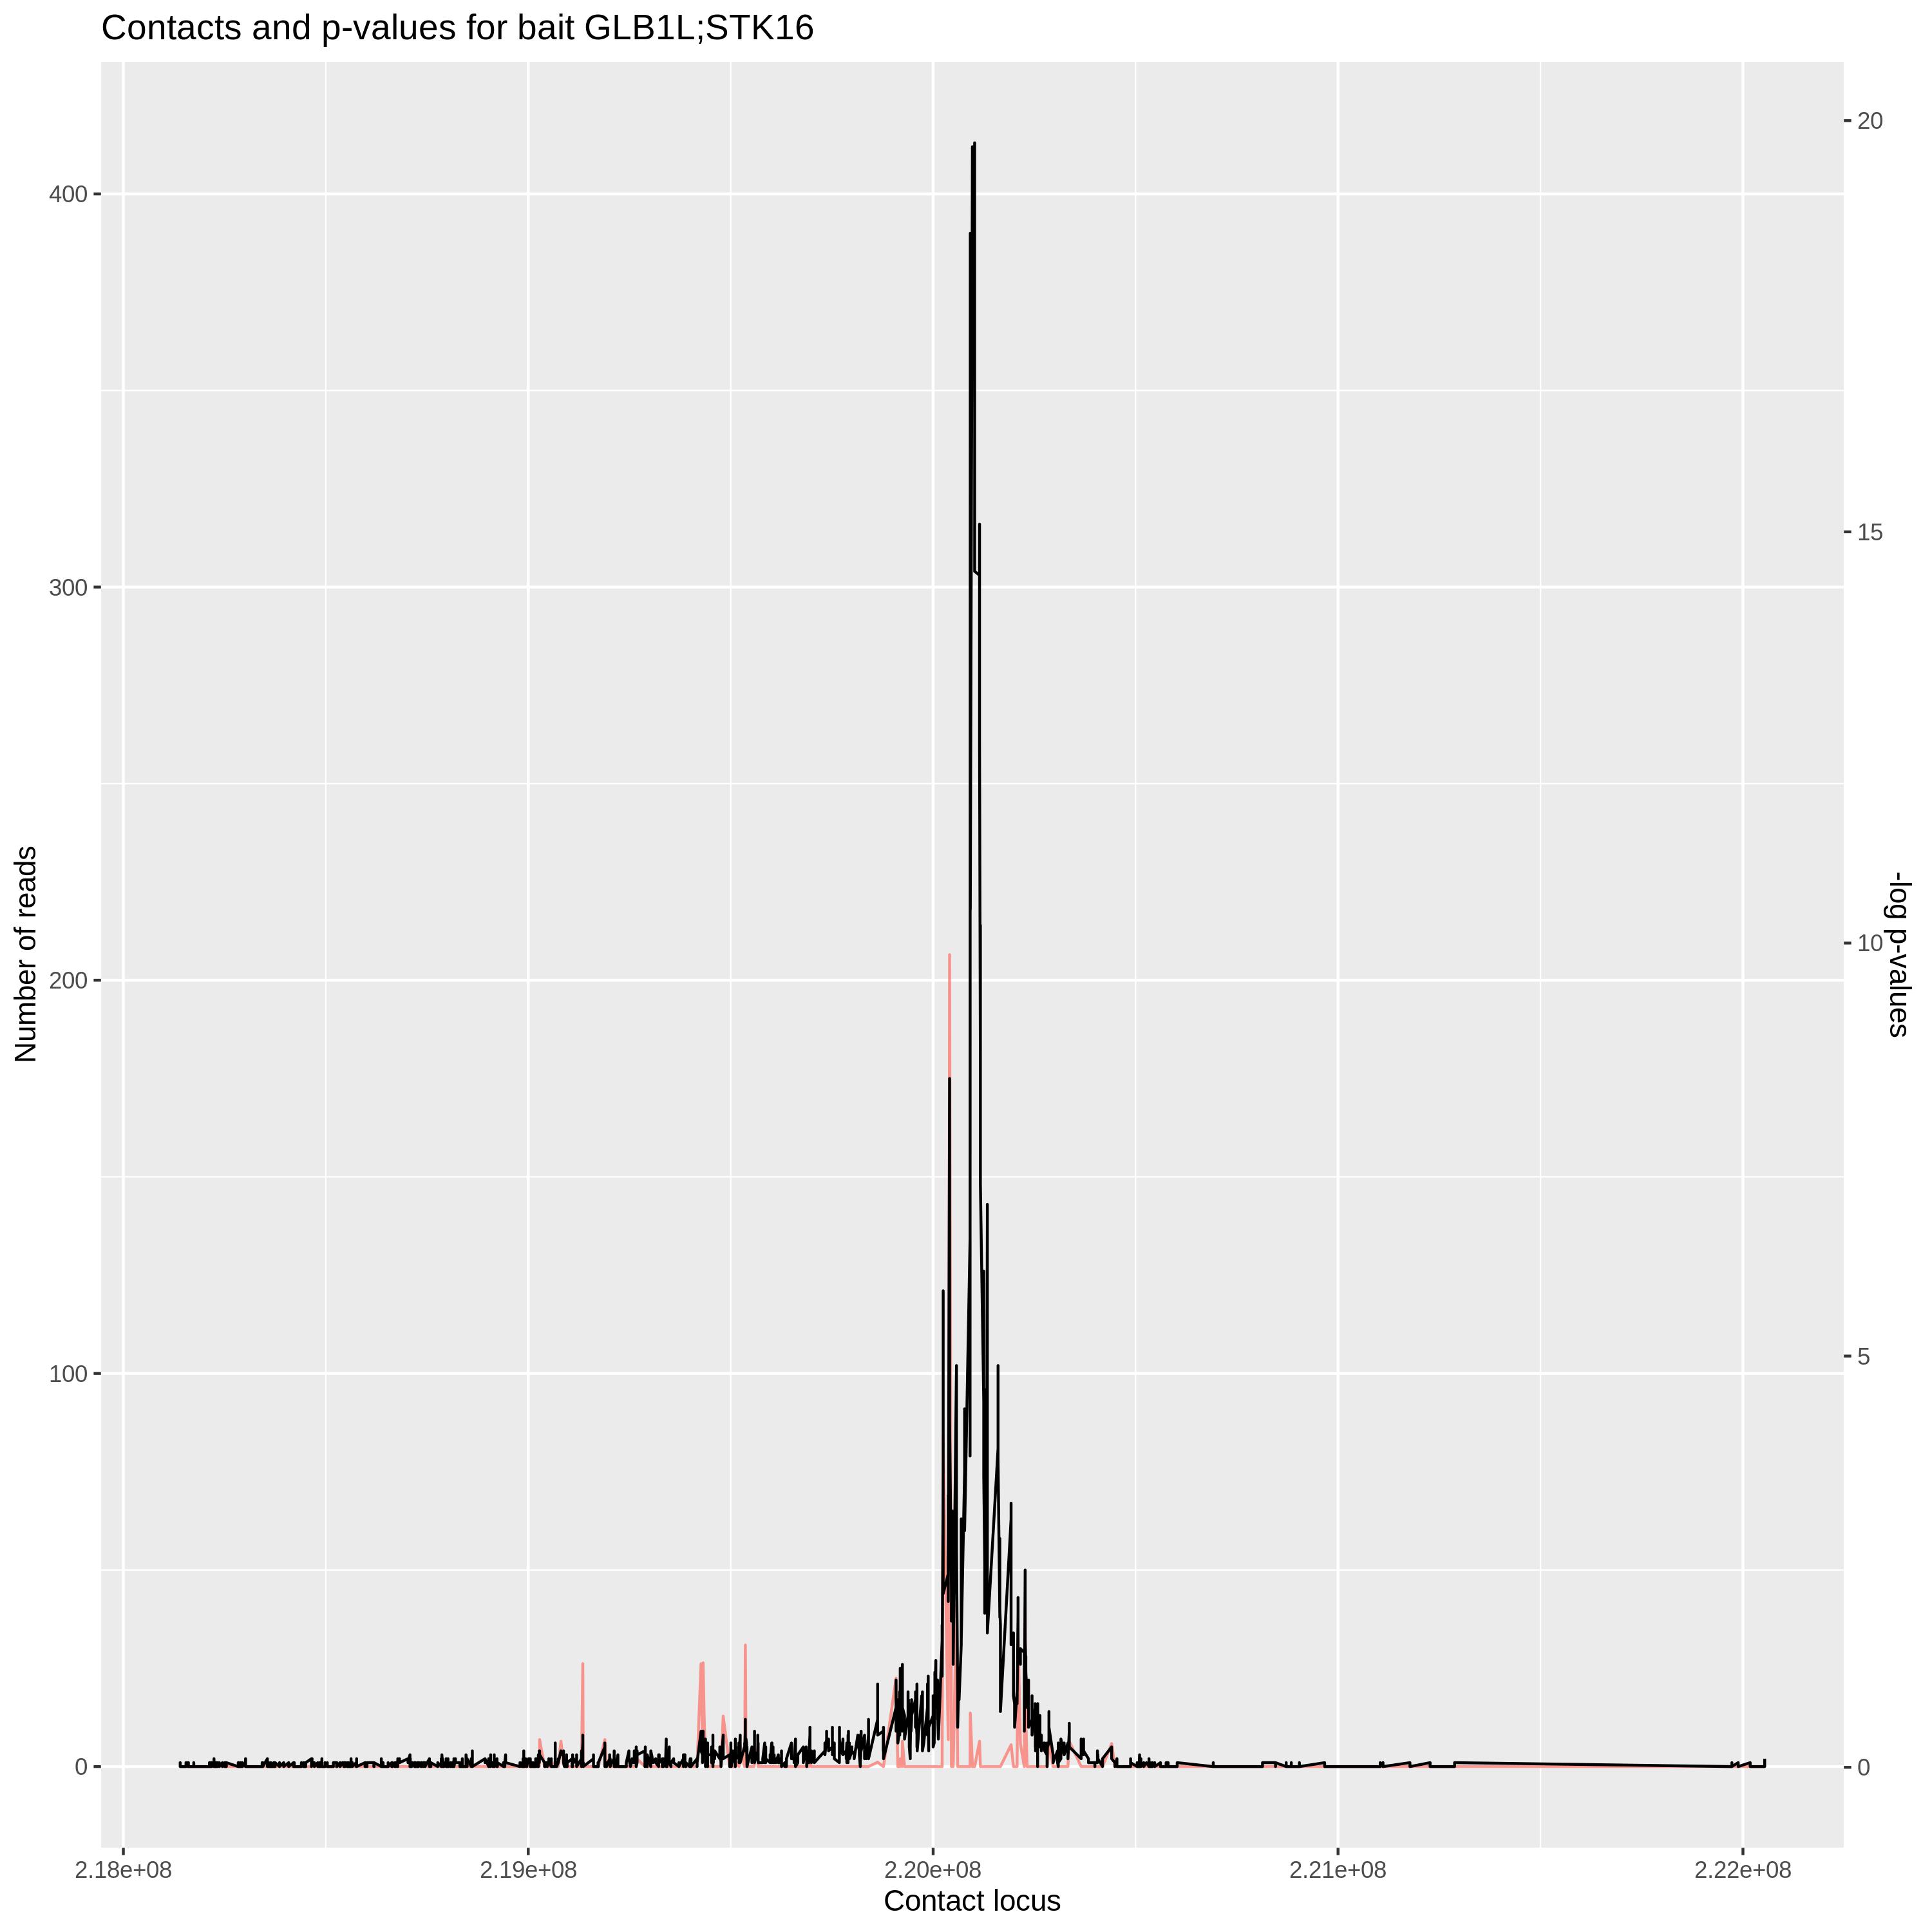 Contacts and p-values for bait GLB1L;STK16
Number of reads
400
300
200
100
0
20
15
10
5
0
-log p-values
2.18e+08
2.19e+08
2.20e+08
2.21e+08
2.22e+08
Contact locus